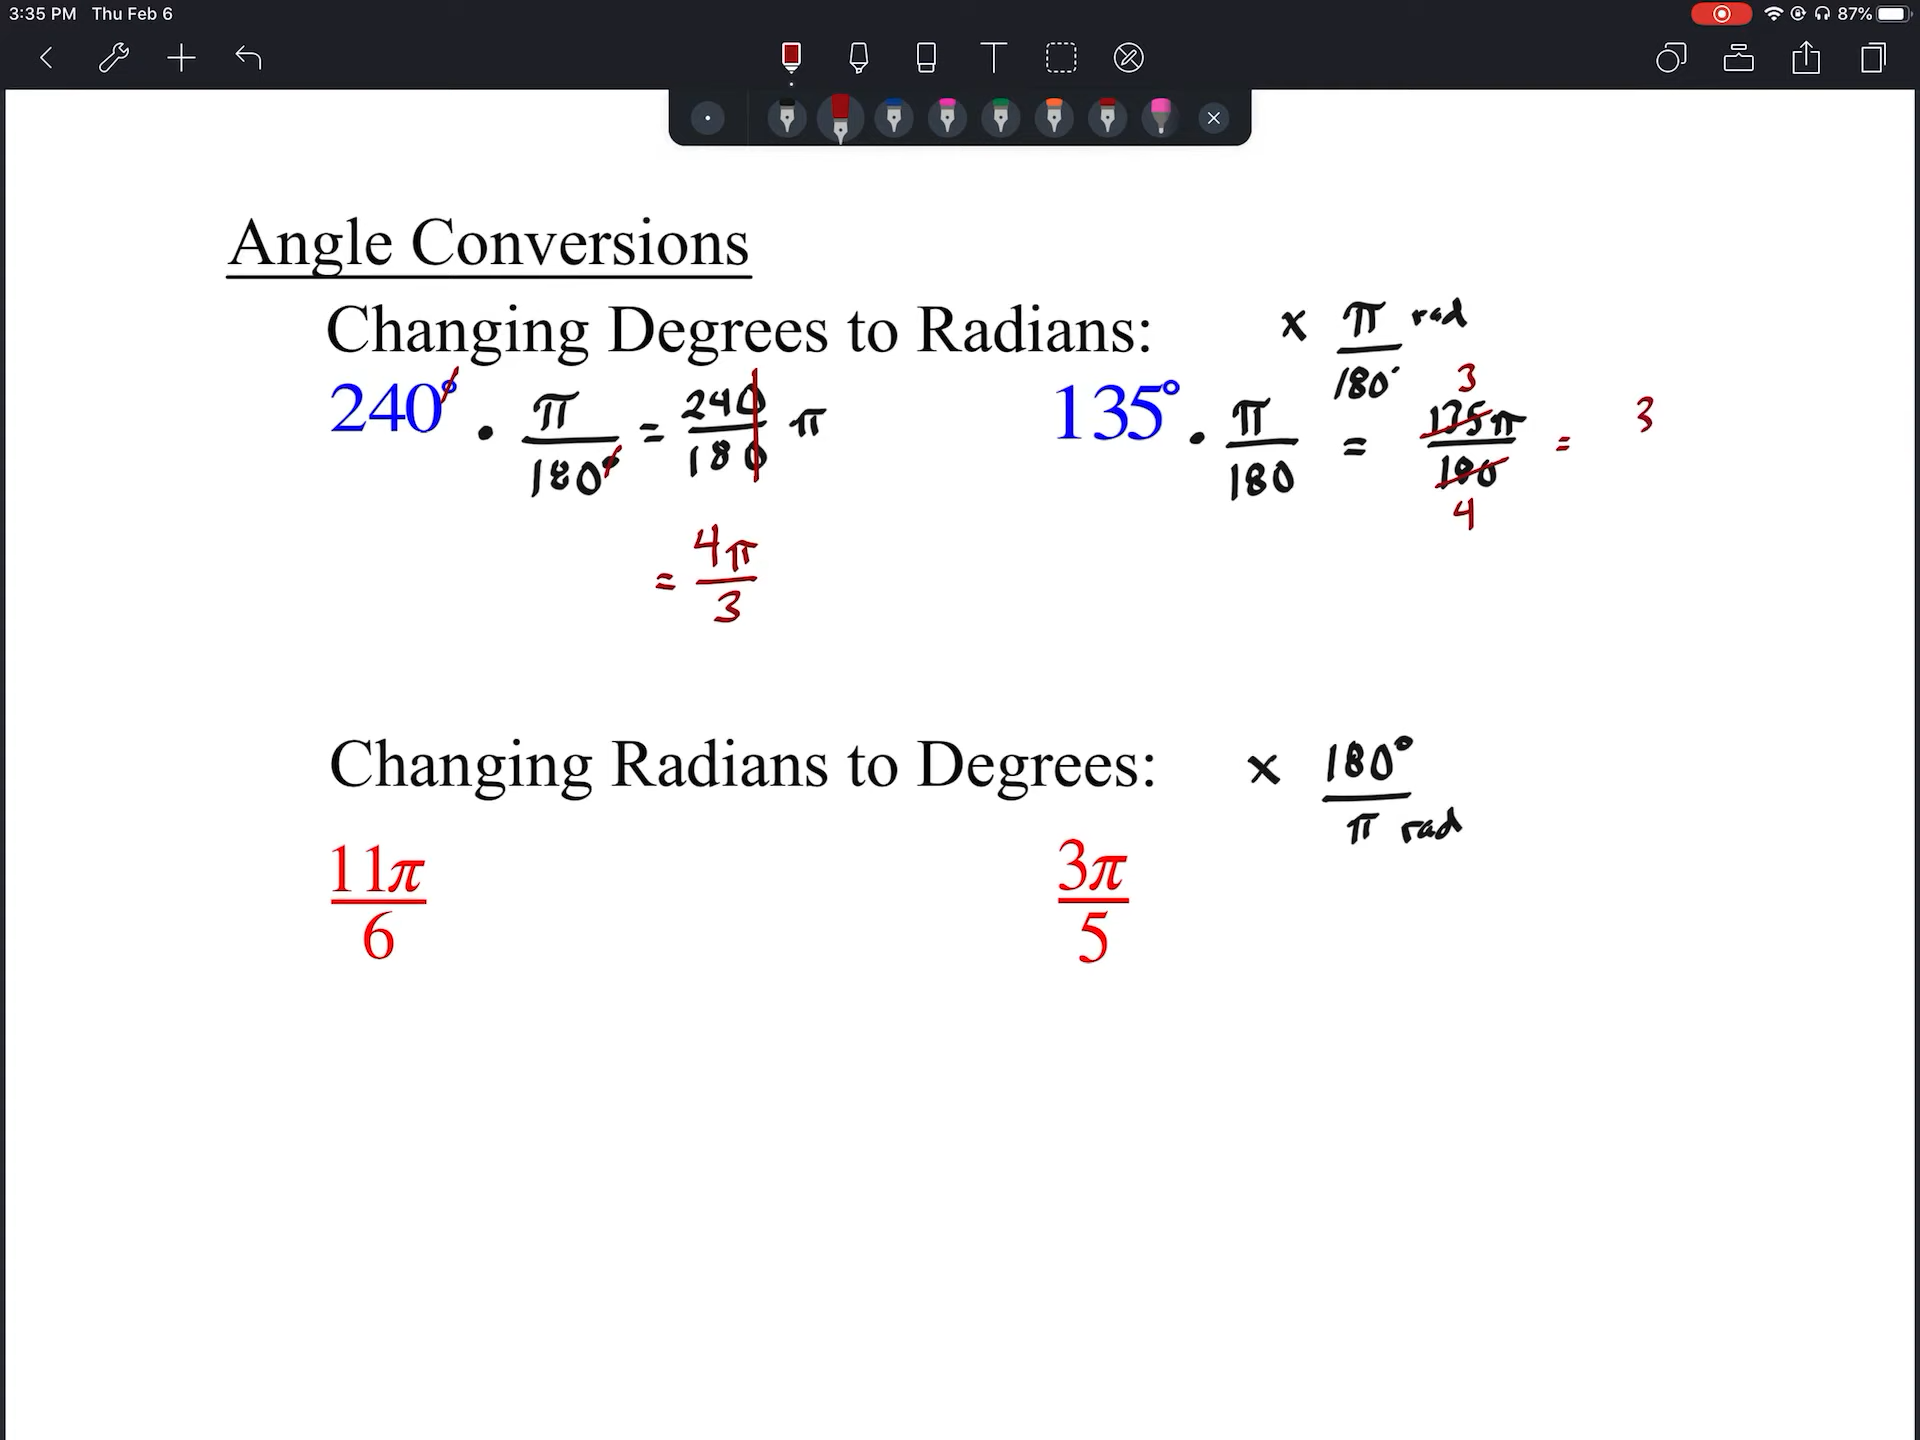 3:35 PM Thu Feb 6 87%
T
Angle Conversions
Changing Degrees to Radians: × π rad / 180°
240° · π/180° = 240/180 π
= 4π/3
135° · π/180 = 135π/180 = 3
3
4
Changing Radians to Degrees: × 180°/π rad
11π/6
3π/5